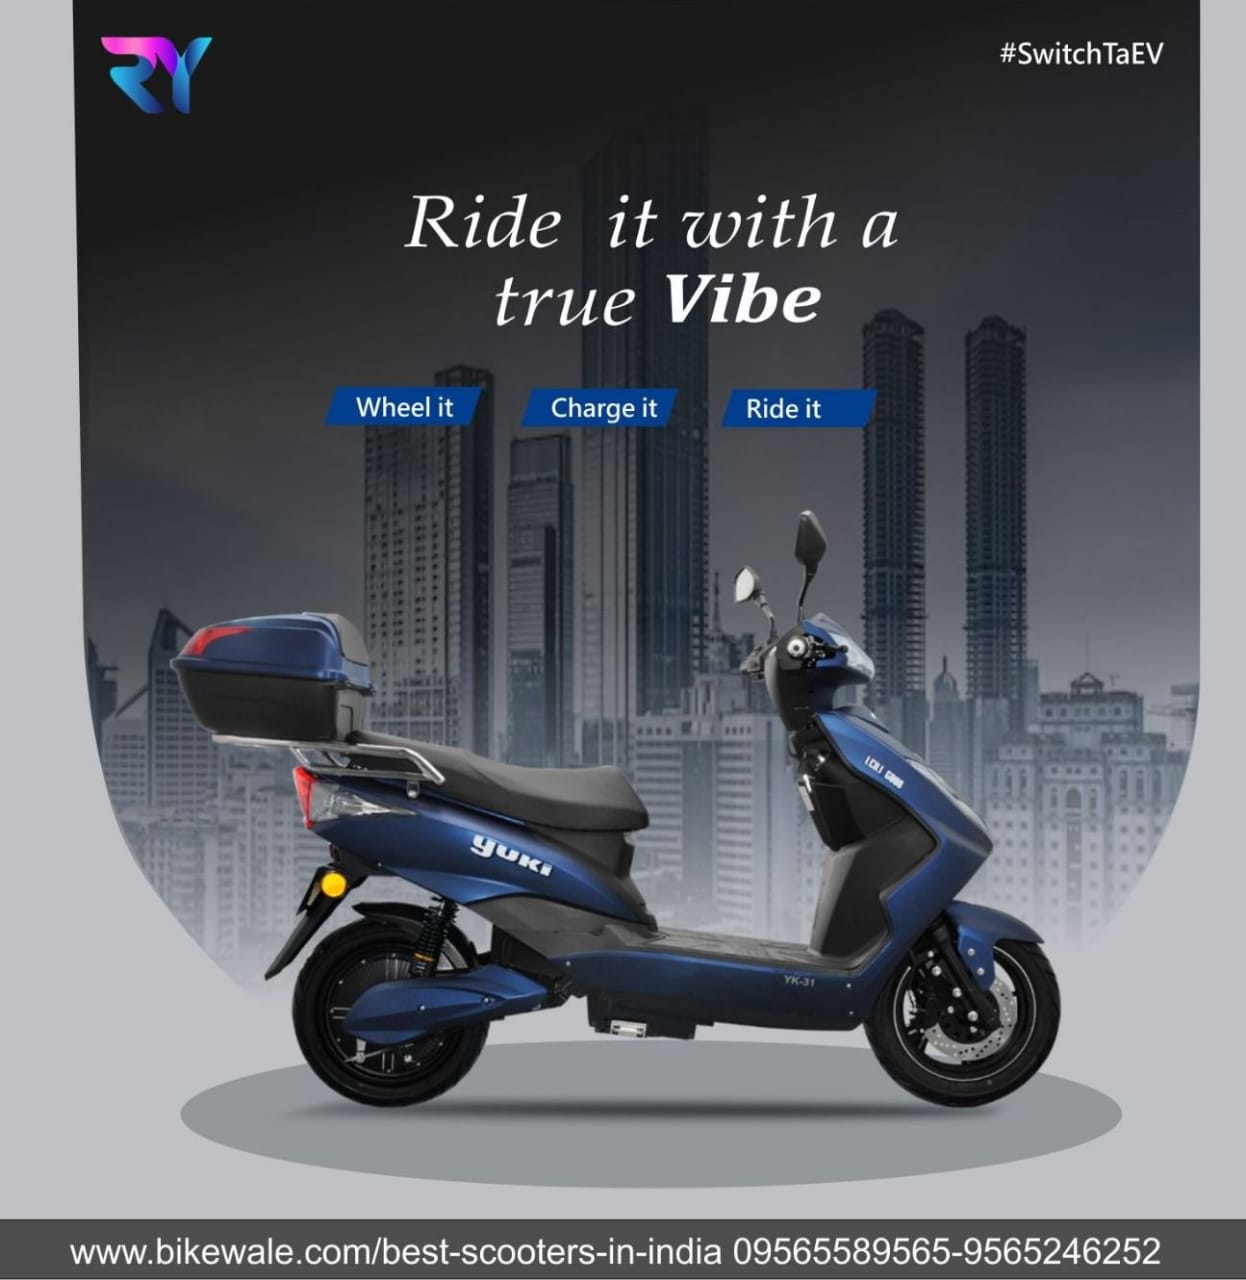 RY
#SwitchTaEV
Ride it with a
true Vibe
Wheel it
Charge it
Ride it
yuki
YK-31
www.bikewale.com/best-scooters-in-india 09565589565-9565246252